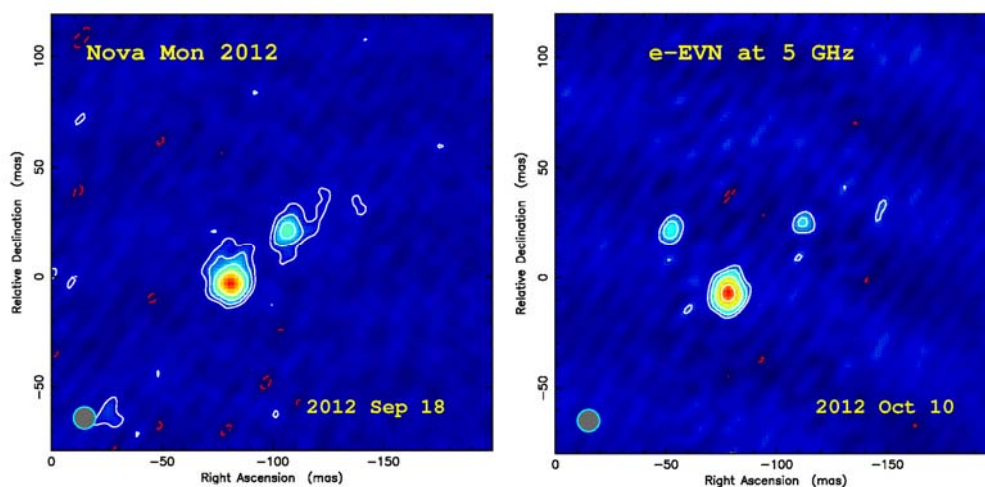 Nova Mon 2012
100
50
0
−50
Relative Declination (mas)
2012 Sep 18
0
−50
−100
−150
Right Ascension (mas)
e-EVN at 5 GHz
100
50
0
−50
Relative Declination (mas)
2012 Oct 10
0
−50
−100
−150
Right Ascension (mas)